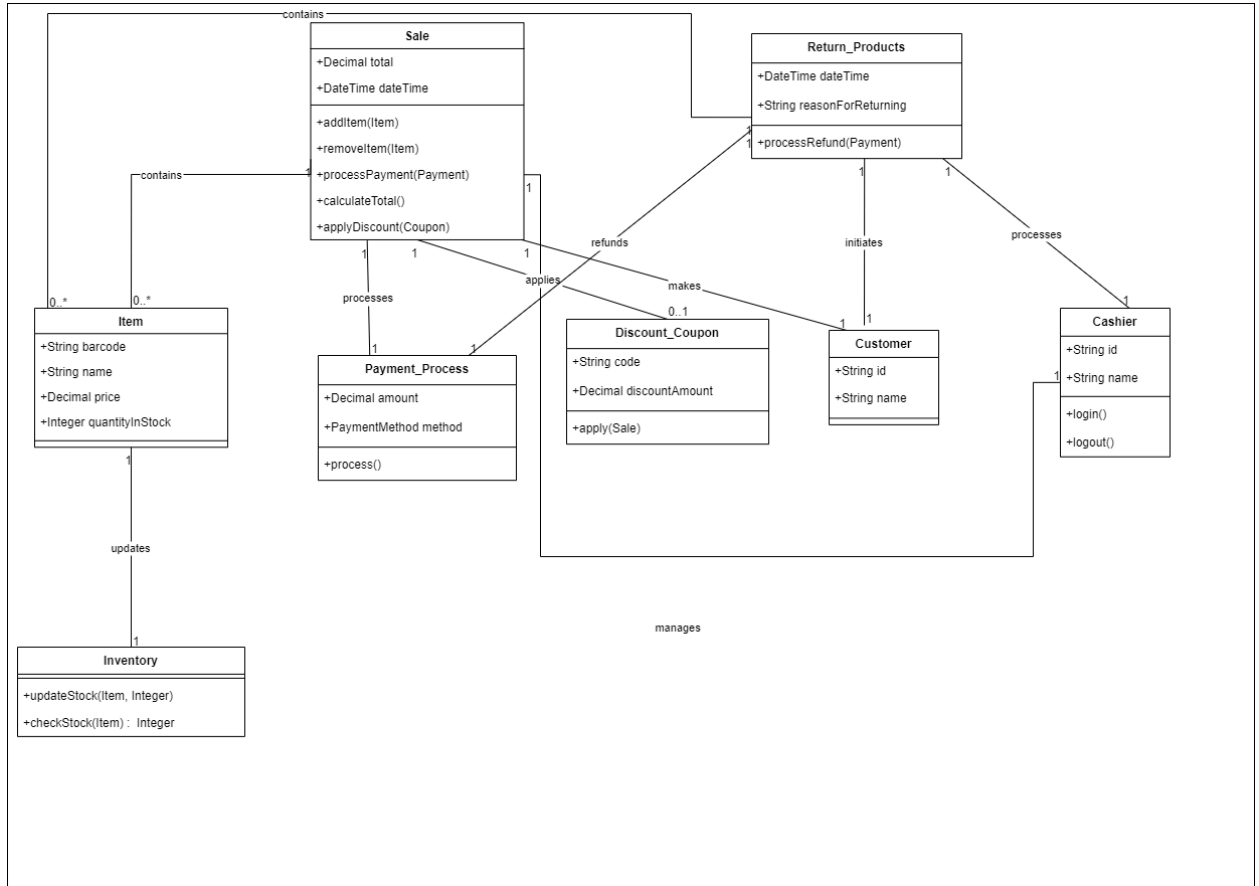 contains
Sale
+Decimal total
+DateTime dateTime
+addItem(Item)
+removeItem(Item)
+processPayment(Payment)
+calculateTotal()
+applyDiscount(Coupon)
Return_Products
+DateTime dateTime
+String reasonForReturning
+processRefund(Payment)
contains
1
1
1
1
1
1
1
1
1
1
refunds
initiates
processes
processes
applies
makes
0..*
0..*
Item
+String barcode
+String name
+Decimal price
+Integer quantityInStock
1
1
Payment_Process
+Decimal amount
+PaymentMethod method
+process()
0..1
Discount_Coupon
+String code
+Decimal discountAmount
+apply(Sale)
1
1
Customer
+String id
+String name
1
Cashier
+String id
+String name
+login()
+logout()
1
1
updates
1
Inventory
+updateStock(Item, Integer)
+checkStock(Item) : Integer
manages